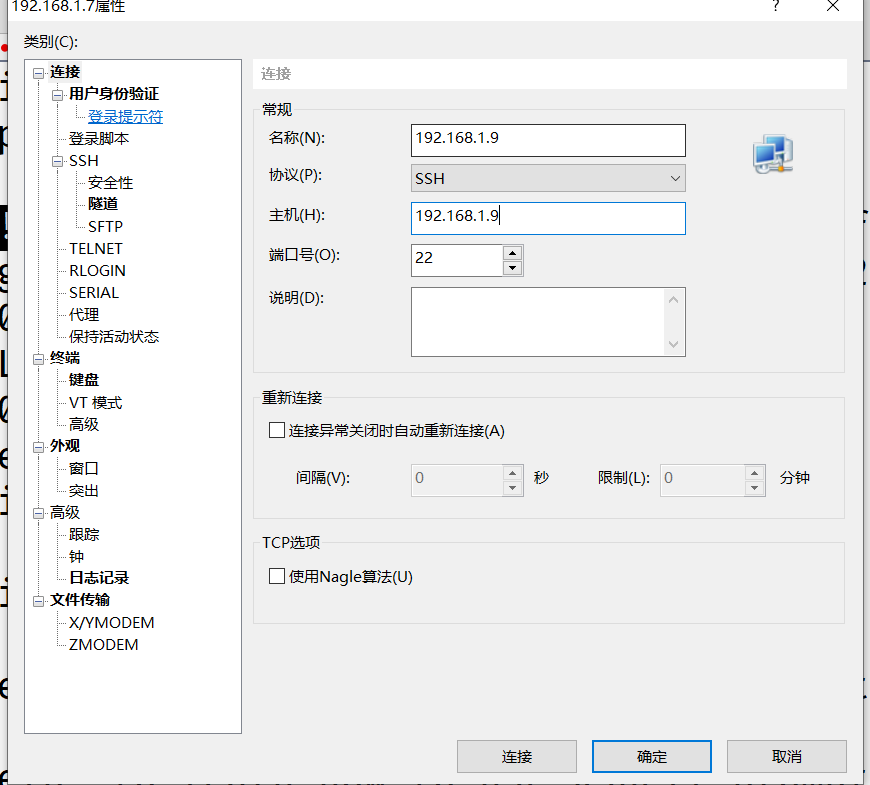 192.168.1.7属性
?
类别(C):
连接
用户身份验证
登录提示符
登录脚本
SSH
安全性
隧道
SFTP
TELNET
RLOGIN
SERIAL
代理
保持活动状态
终端
键盘
VT 模式
高级
外观
窗口
突出
高级
跟踪
钟
日志记录
文件传输
X/YMODEM
ZMODEM
连接
常规
名称(N):
192.168.1.9
协议(P):
SSH
主机(H):
192.168.1.9
端口号(O):
22
说明(D):
重新连接
连接异常关闭时自动重新连接(A)
间隔(V): 0 秒 限制(L): 0 分钟
TCP选项
使用Nagle算法(U)
连接 确定 取消